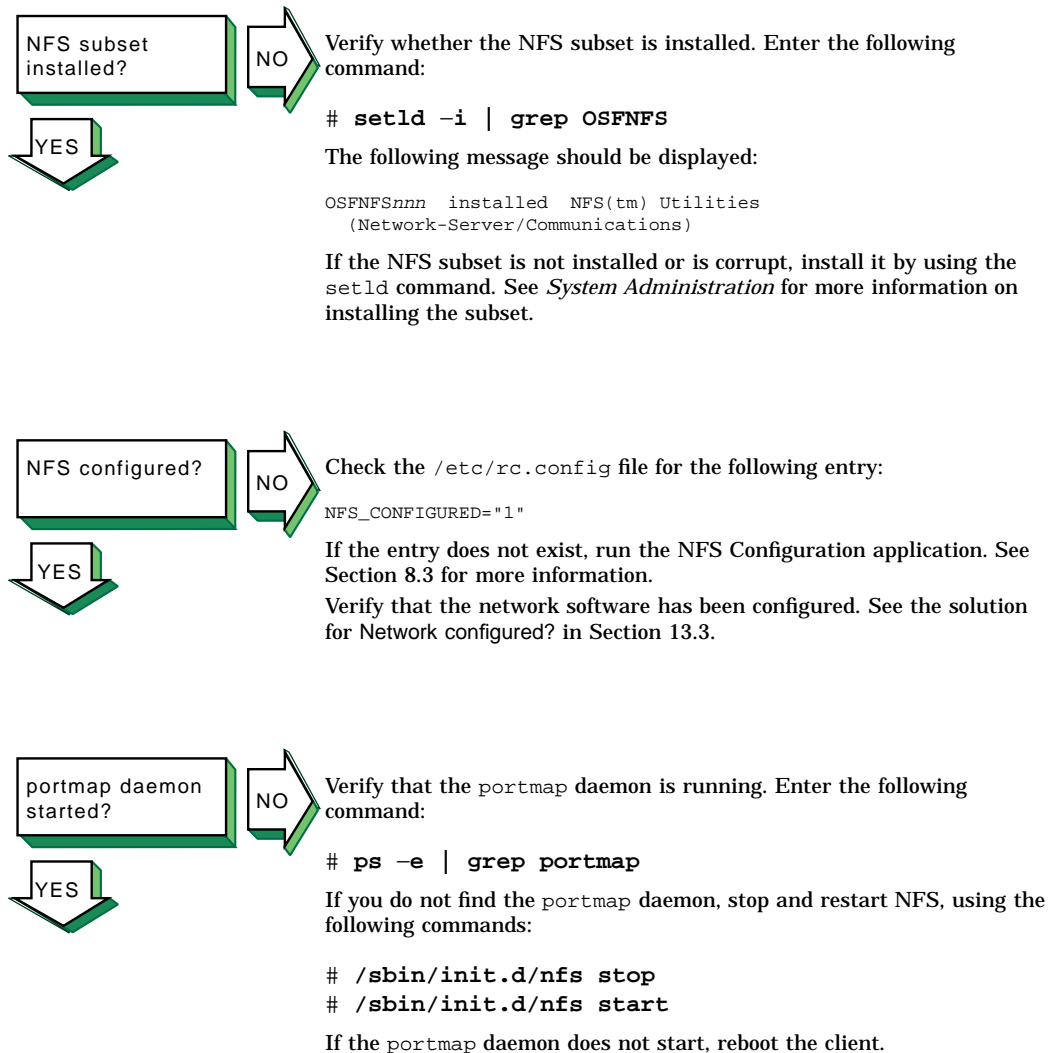 NFS subset
installed?
NO
YES
Verify whether the NFS subset is installed. Enter the following
command:
# setld −i | grep OSFNFS
The following message should be displayed:
OSFNFSnnn installed NFS(tm) Utilities
(Network-Server/Communications)
If the NFS subset is not installed or is corrupt, install it by using the
setld command. See System Administration for more information on
installing the subset.
NFS configured?
NO
YES
Check the /etc/rc.config file for the following entry:
NFS_CONFIGURED="1"
If the entry does not exist, run the NFS Configuration application. See
Section 8.3 for more information.
Verify that the network software has been configured. See the solution
for Network configured? in Section 13.3.
portmap daemon
started?
NO
YES
Verify that the portmap daemon is running. Enter the following
command:
# ps −e | grep portmap
If you do not find the portmap daemon, stop and restart NFS, using the
following commands:
# /sbin/init.d/nfs stop
# /sbin/init.d/nfs start
If the portmap daemon does not start, reboot the client.